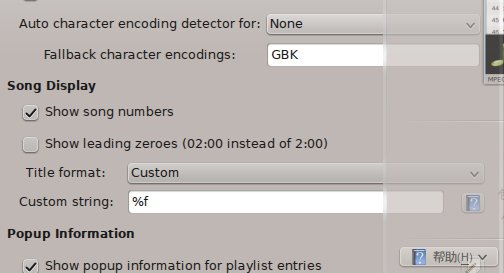 Auto character encoding detector for: None
Fallback character encodings: GBK
Song Display
Show song numbers
Show leading zeroes (02:00 instead of 2:00)
Title format: Custom
Custom string: %f
Popup Information
帮助(H)
Show popup information for playlist entries
44
45
MPEG